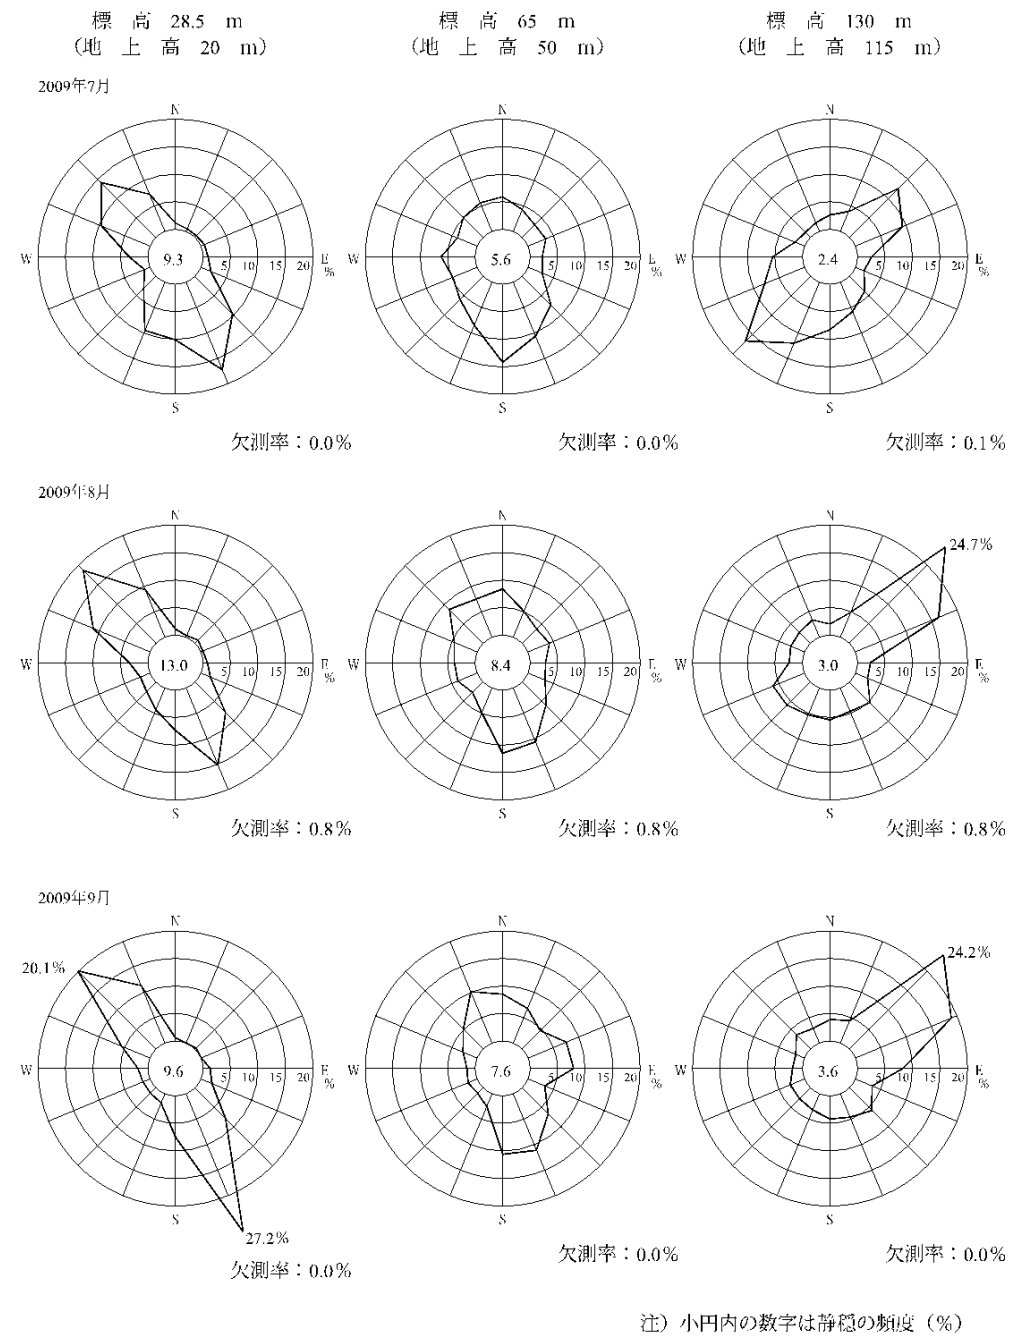 標 高 28.5 m
（地 上 高 20 m）
標 高 65 m
（地 上 高 50 m）
標 高 130 m
（地 上 高 115 m）
2009年7月
N
W
9.3
5 10 15 20
E
%
S
欠測率：0.0%
N
W
5.6
5 10 15 20
E
%
S
欠測率：0.0%
N
W
2.4
5 10 15 20
E
%
S
欠測率：0.1%
2009年8月
N
W
13.0
5 10 15 20
E
%
S
欠測率：0.8%
N
W
8.4
5 10 15 20
E
%
S
欠測率：0.8%
N
24.7%
W
3.0
5 10 15 20
E
%
S
欠測率：0.8%
2009年9月
N
20.1%
W
9.6
5 10 15 20
E
%
S
27.2%
欠測率：0.0%
N
W
7.6
5 10 15 20
E
%
S
欠測率：0.0%
N
24.2%
W
3.6
5 10 15 20
E
%
S
欠測率：0.0%
注）小円内の数字は静穏の頻度（%）